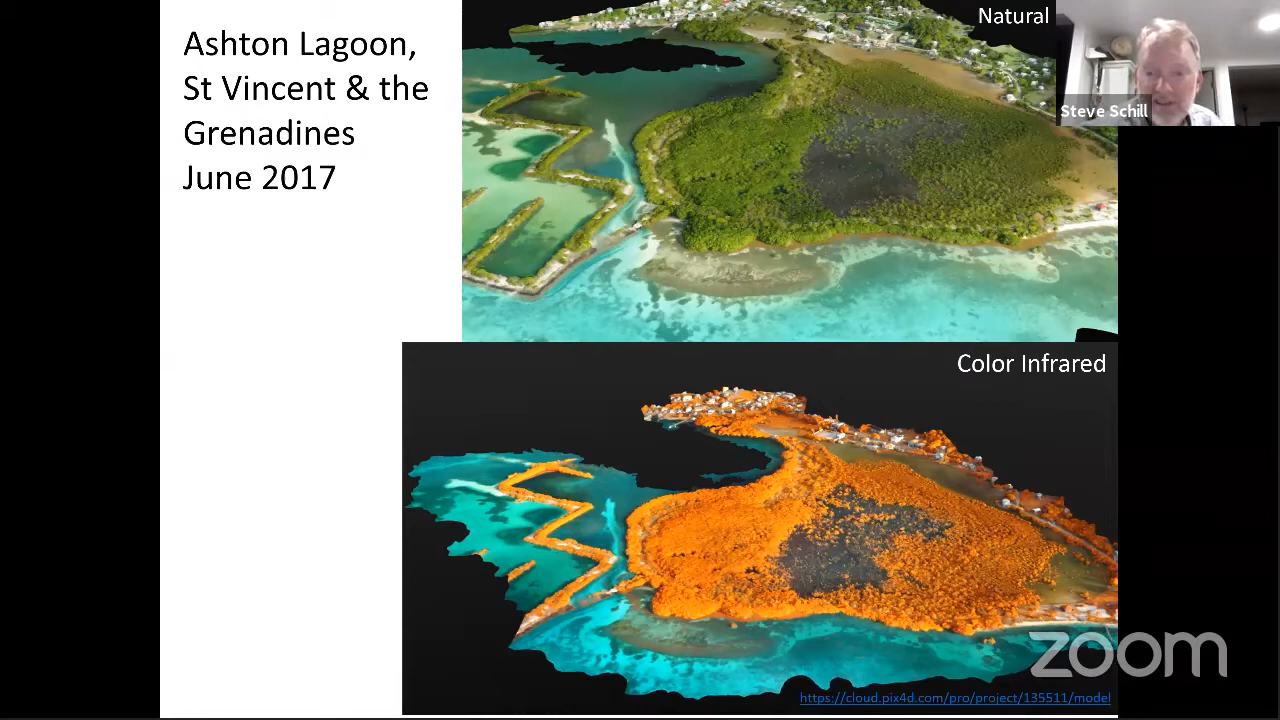 Ashton Lagoon,
St Vincent & the
Grenadines
June 2017
Natural
Steve Schill
Color Infrared
zoom
https://cloud.pix4d.com/pro/project/135511/model